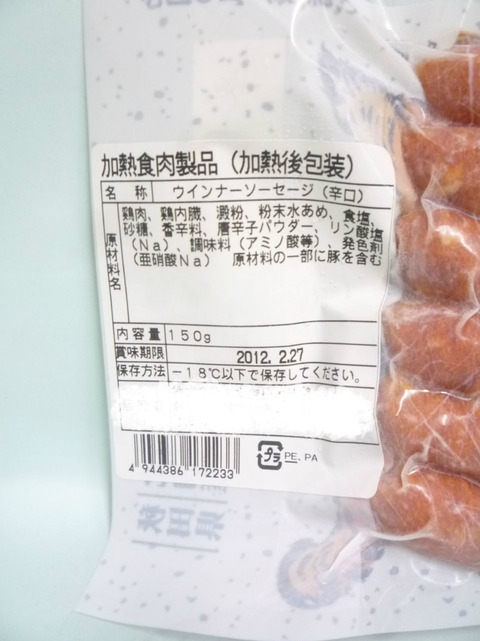 加熱食肉製品（加熱後包装）
名　称　ウインナーソーセージ（辛口）
原材料名
鶏肉、鶏内臓、澱粉、粉末水あめ、食塩、
砂糖、香辛料、唐辛子パウダー、リン酸塩
（Na）、調味料（アミノ酸等）、発色剤
（亜硝酸Na）　原材料の一部に豚を含む
内容量　150g
賞味期限　2012. 2.27
保存方法　－18℃以下で保存してください。
プラ　PE、PA
4 944386 172233